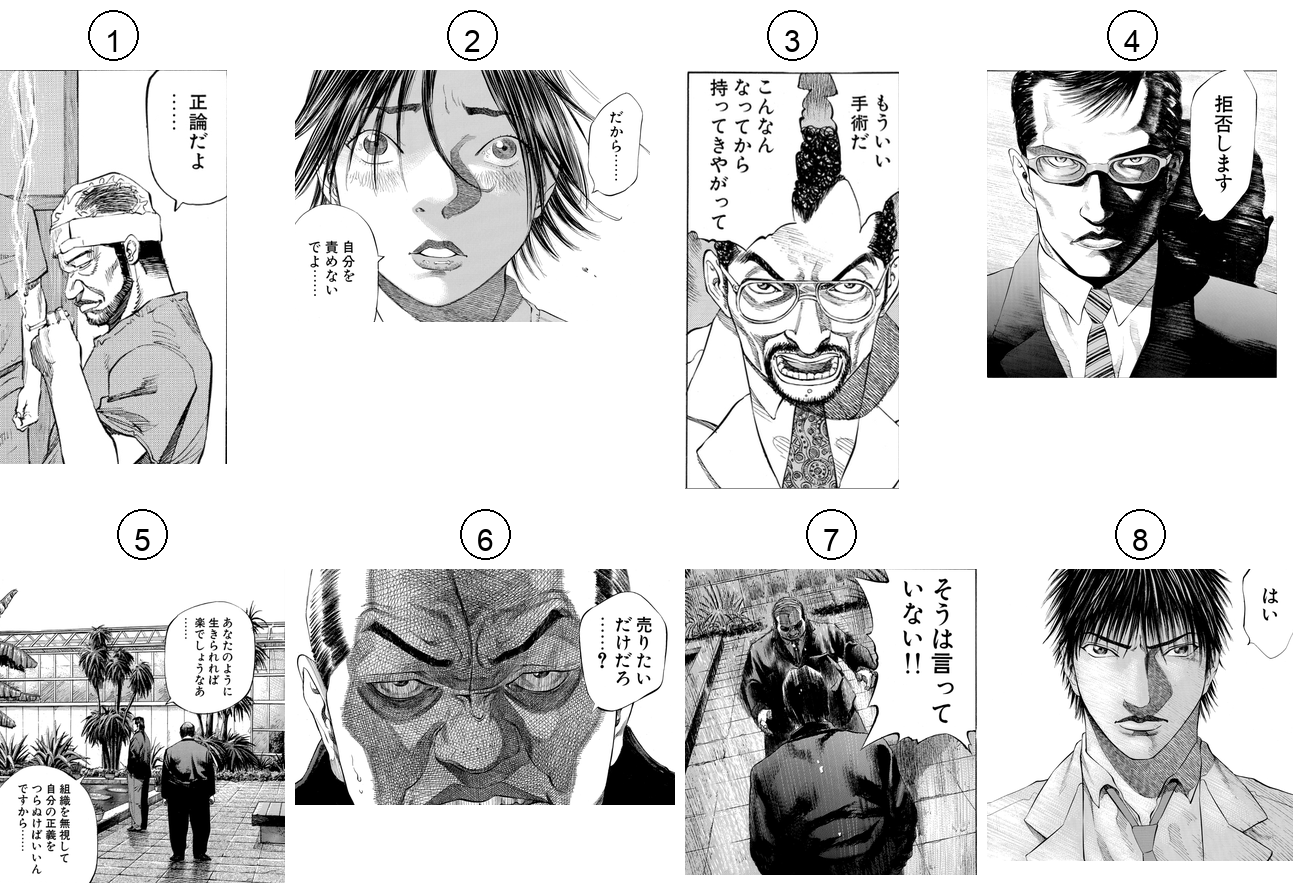 1
正論だよ
……
2
だから……
自分を
責めない
でよ……
3
もういい
手術だ
こんなん
なってから
持ってきやがって
4
拒否します
5
あなたのように
生きられれば
楽でしょうなあ
……
組織を無視して
自分の正義を
つらぬけばいいん
ですから……
6
売りたい
だけだろ
……？
7
そうは言って
いない!!
8
はい